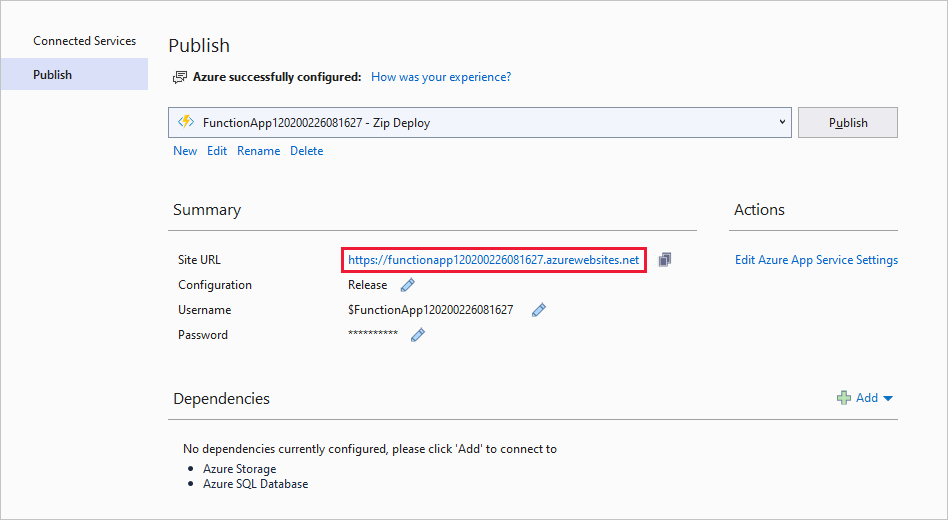 Connected Services
Publish
Publish
Azure successfully configured: How was your experience?
FunctionApp120200226081627 - Zip Deploy
Publish
New Edit Rename Delete
Summary
Actions
Site URL https://functionapp120200226081627.azurewebsites.net
Edit Azure App Service Settings
Configuration Release
Username $FunctionApp120200226081627
Password **********
Dependencies
Add
No dependencies currently configured, please click 'Add' to connect to
• Azure Storage
• Azure SQL Database